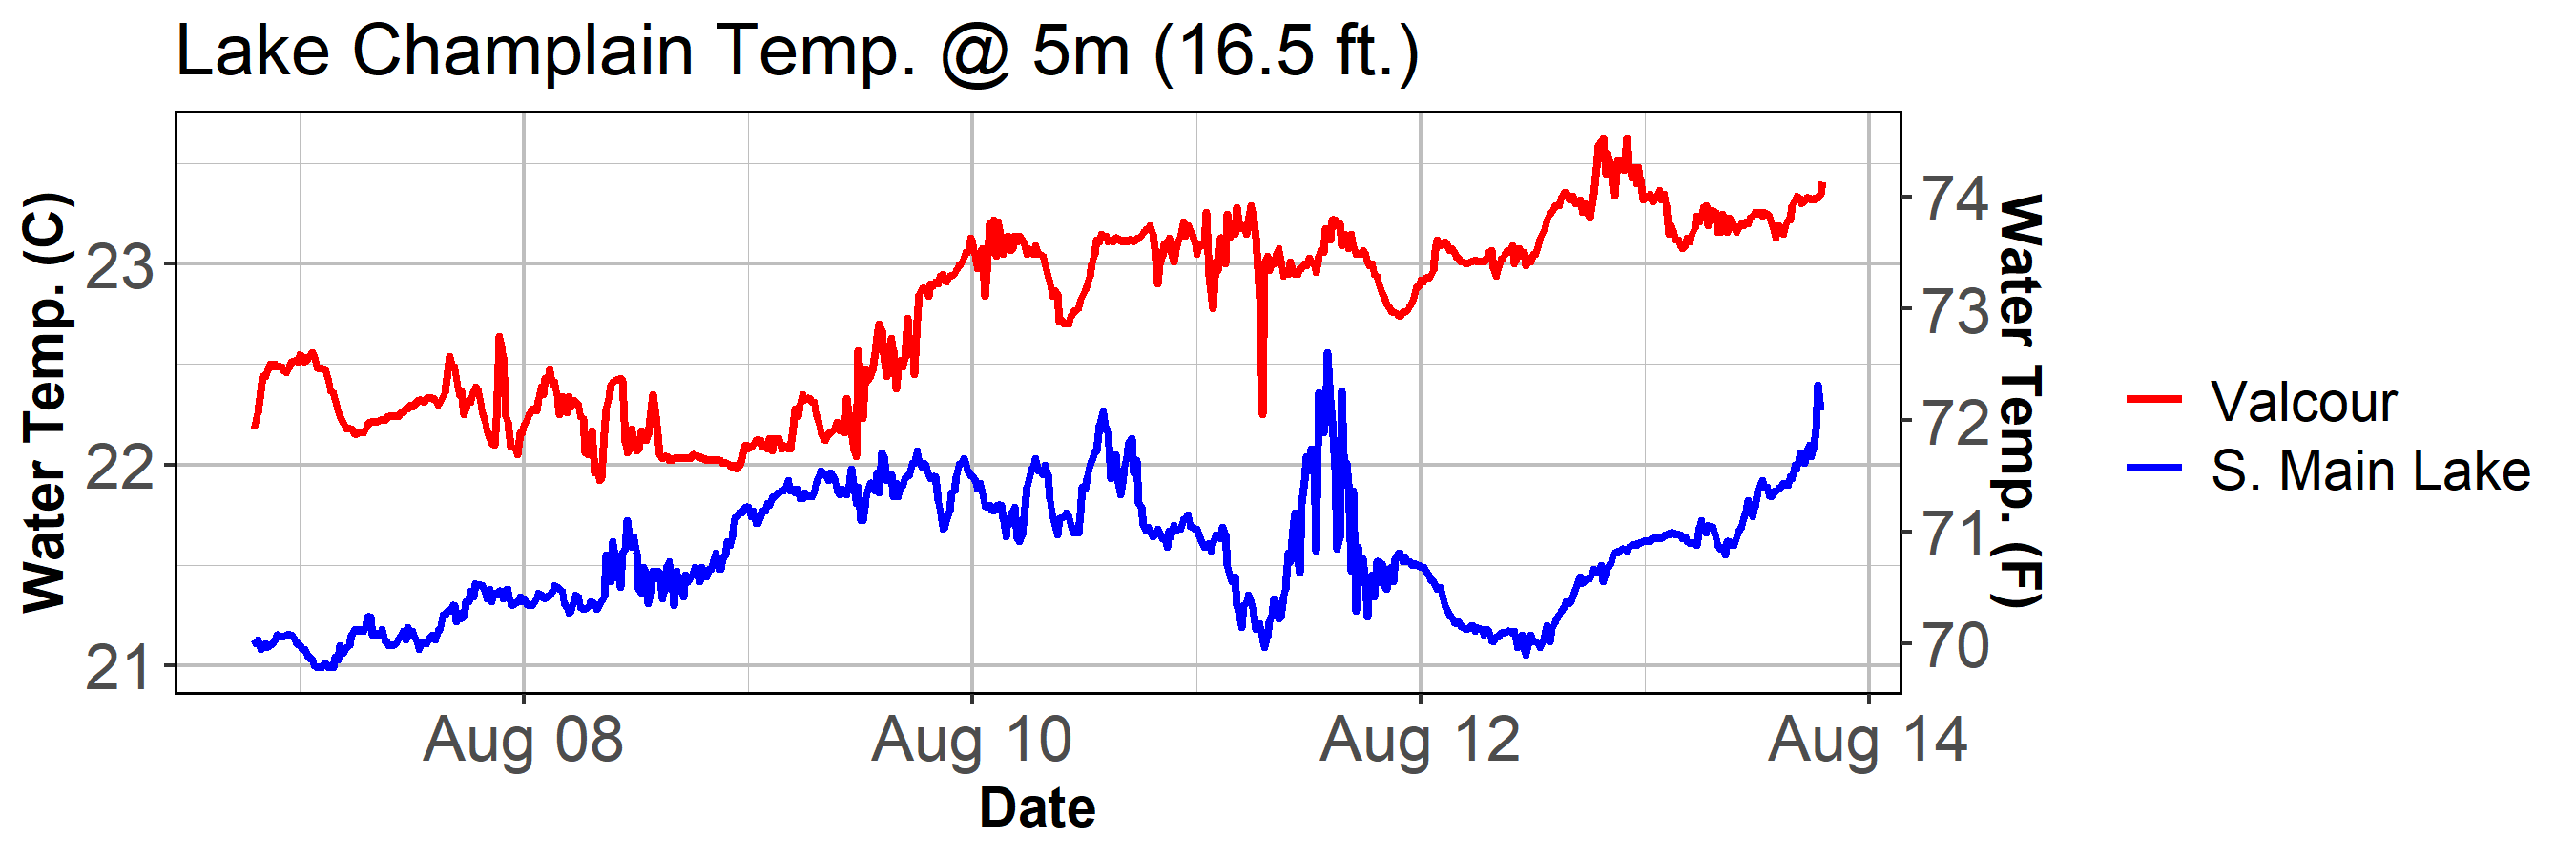 Lake Champlain Temp. @ 5m (16.5 ft.)
Water Temp. (C)
23
22
21
74
73
72
71
70
Water Temp. (F)
Aug 08
Aug 10
Aug 12
Aug 14
Date
Valcour
S. Main Lake